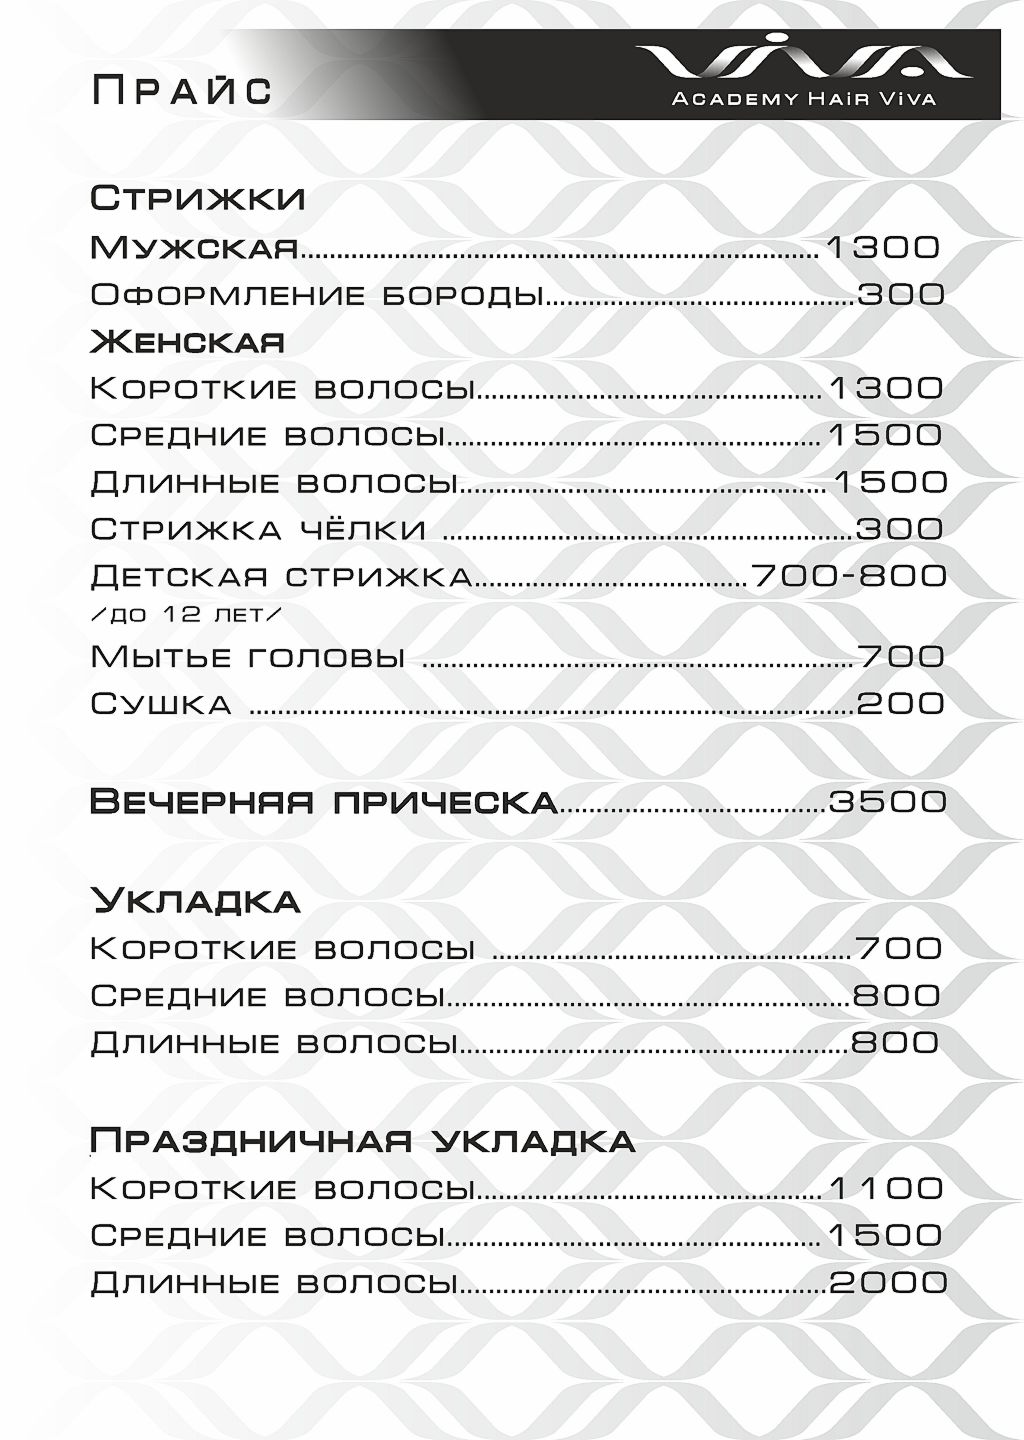 Прайс
ViVA
Academy Hair Viva
Стрижки
Мужская......1300
Оформление бороды......300
Женская
Короткие волосы......1300
Средние волосы......1500
Длинные волосы......1500
Стрижка чёлки ......300
Детская стрижка......700-800
/до 12 лет/
Мытье головы ......700
Сушка ......200
Вечерняя прическа......3500
Укладка
Короткие волосы ......700
Средние волосы......800
Длинные волосы......800
Праздничная укладка
Короткие волосы......1100
Средние волосы......1500
Длинные волосы......2000